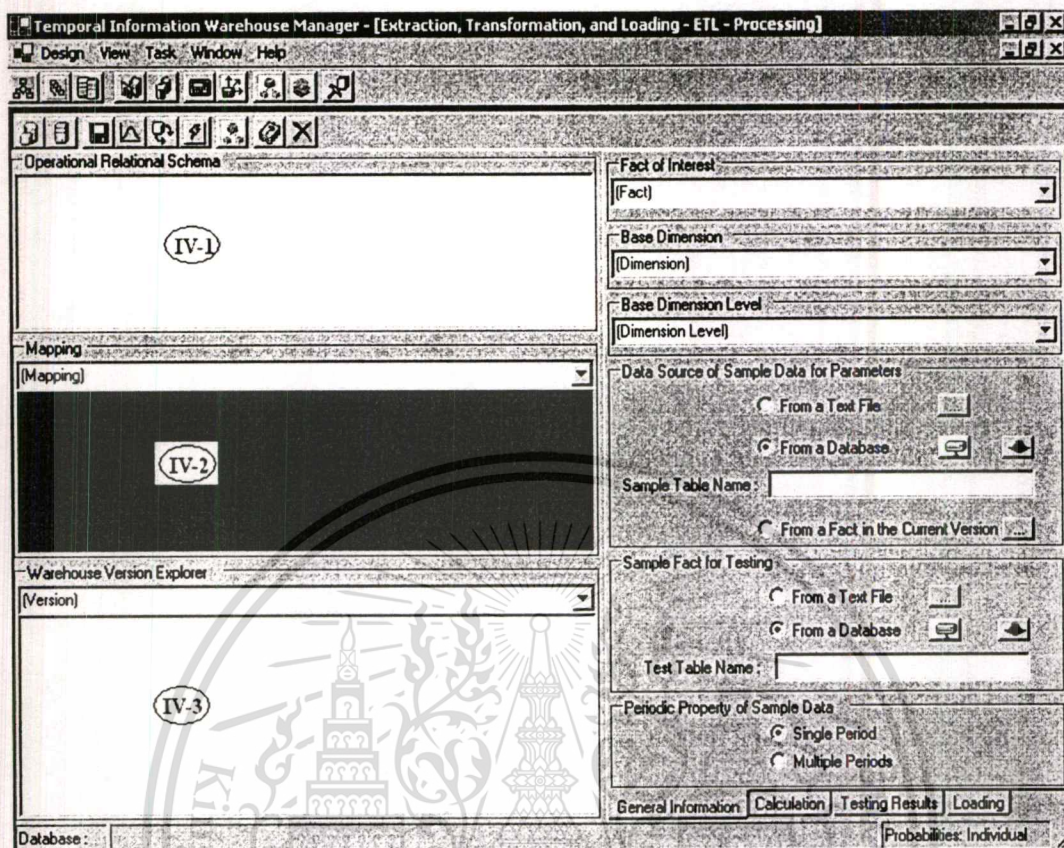 Temporal Information Warehouse Manager - [Extraction, Transformation, and Loading - ETL - Processing]
Design View Task Window Help
Operational Relational Schema
IV-1
Mapping
(Mapping)
IV-2
Warehouse Version Explorer
(Version)
IV-3
Fact of Interest
(Fact)
Base Dimension
(Dimension)
Base Dimension Level
(Dimension Level)
Data Source of Sample Data for Parameters
From a Text File
From a Database
Sample Table Name :
From a Fact in the Current Version ...
Sample Fact for Testing
From a Text File
From a Database
Test Table Name :
Periodic Property of Sample Data
Single Period
Multiple Periods
General Information Calculation Testing Results Loading
Database :
Probabilities: Individual